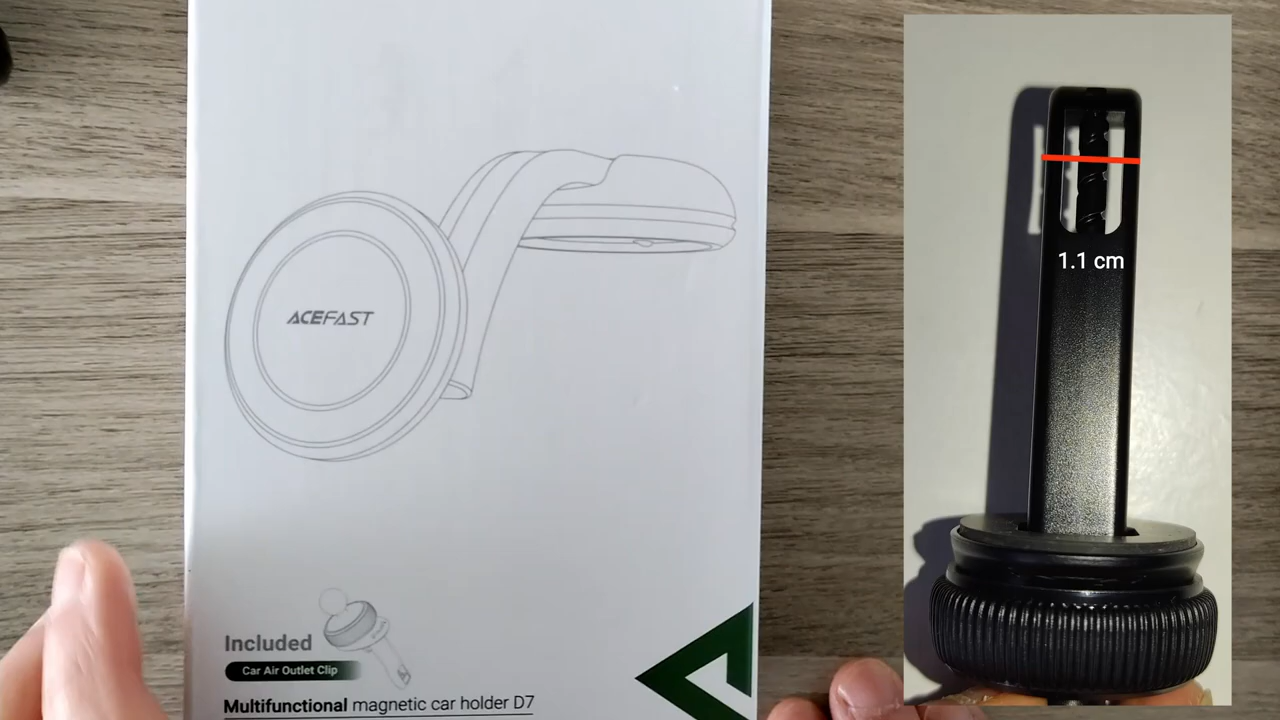 ACEFAST
1.1 cm
Included
Car Air Outlet Clip
Multifunctional magnetic car holder D7